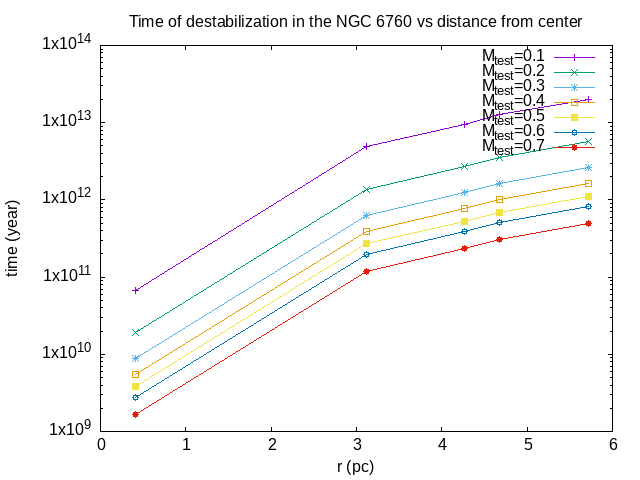 Time of destabilization in the NGC 6760 vs distance from center
1x10^14
1x10^13
1x10^12
1x10^11
1x10^10
1x10^9
time (year)
M_test=0.1
M_test=0.2
M_test=0.3
M_test=0.4
M_test=0.5
M_test=0.6
M_test=0.7
0 1 2 3 4 5 6
r (pc)